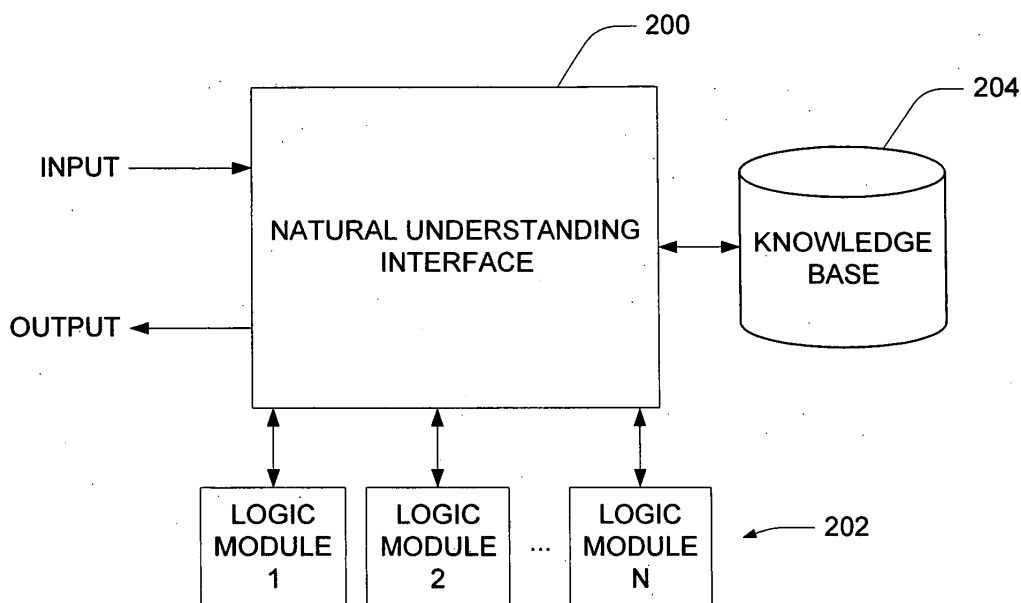 200
204
INPUT
NATURAL UNDERSTANDING
INTERFACE
KNOWLEDGE
BASE
OUTPUT
LOGIC
MODULE
1
LOGIC
MODULE
2
...
LOGIC
MODULE
N
202